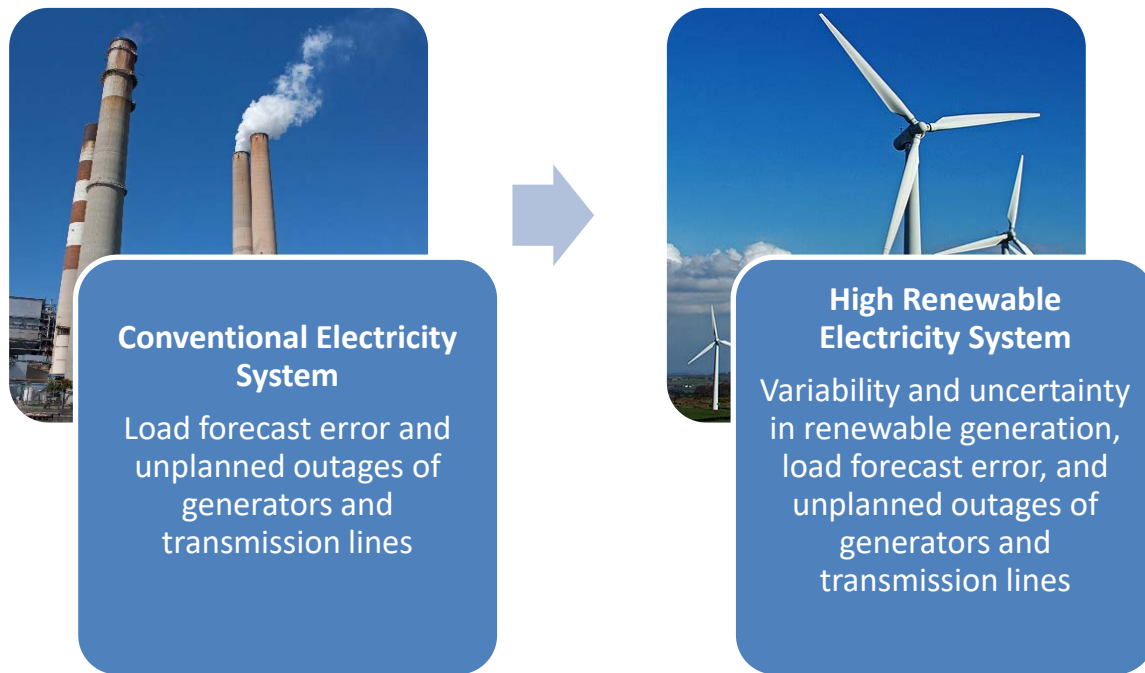 Conventional Electricity
System
Load forecast error and
unplanned outages of
generators and
transmission lines
High Renewable
Electricity System
Variability and uncertainty
in renewable generation,
load forecast error, and
unplanned outages of
generators and
transmission lines